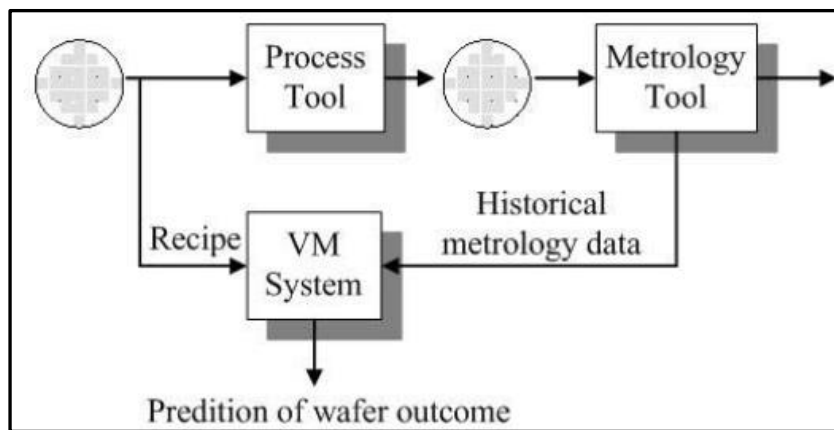 Process
Tool
Metrology
Tool
Recipe
VM
System
Historical
metrology data
Predition of wafer outcome